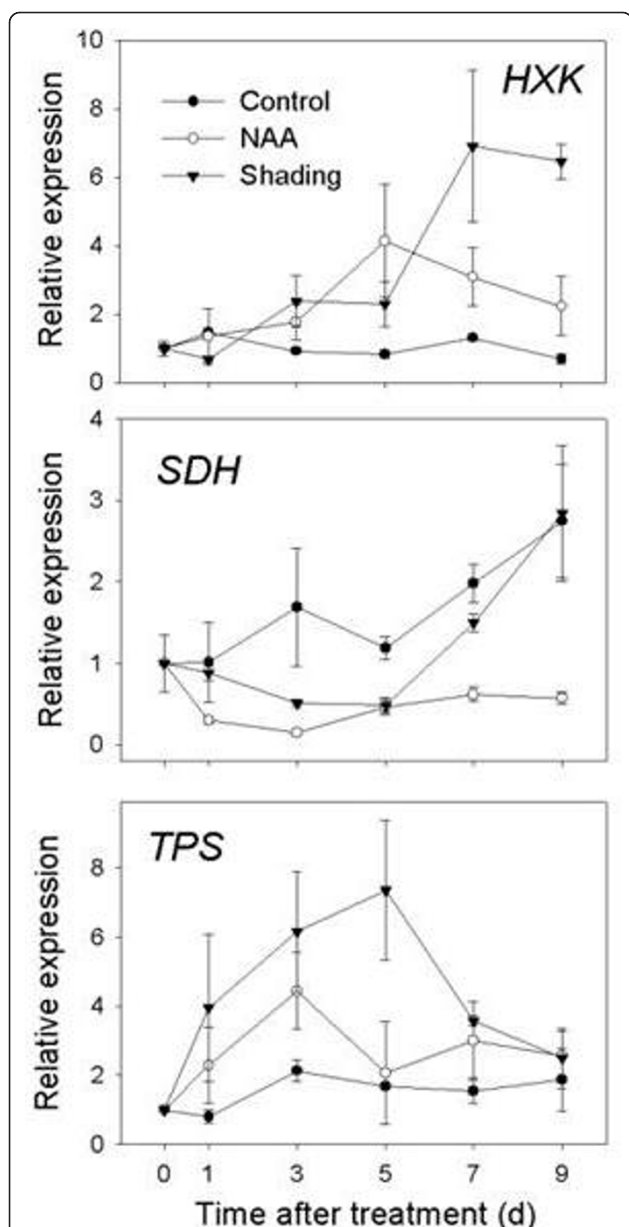 10
8
6
4
2
0
Relative expression
HXK
Control
NAA
Shading
4
3
2
1
0
Relative expression
SDH
8
6
4
2
0
Relative expression
TPS
0 1 3 5 7 9
Time after treatment (d)